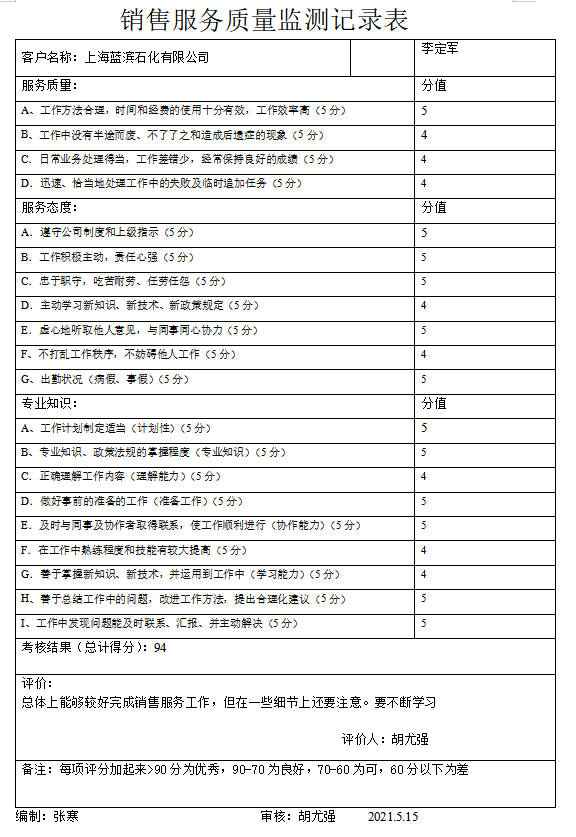 销售服务质量监测记录表
客户名称：上海蓝滨石化有限公司 李定军
服务质量： 分值
A、工作方法合理，时间和经费的使用十分有效，工作效率高（5分） 5
B、工作中没有半途而废、不了了之和造成后遗症的现象（5分） 4
C．日常业务处理得当，工作差错少，经常保持良好的成绩（5分） 4
D．迅速、恰当地处理工作中的失败及临时追加任务（5分） 4
服务态度： 分值
A．遵守公司制度和上级指示（5分） 5
B．工作积极主动，责任心强（5分） 5
C．忠于职守，吃苦耐劳、任劳任怨（5分） 5
D．主动学习新知识、新技术、新政策规定（5分） 4
E．虚心地听取他人意见，与同事同心协力（5分） 5
F、不打乱工作秩序，不妨碍他人工作（5分） 4
G、出勤状况（病假、事假）（5分） 5
专业知识： 分值
A、工作计划制定适当（计划性）（5分） 5
B、专业知识、政策法规的掌握程度（专业知识）（5分） 5
C．正确理解工作内容（理解能力）（5分） 4
D．做好事前的准备的工作（准备工作）（5分） 5
E．及时与同事及协作者取得联系，使工作顺利进行（协作能力）（5分） 5
F．在工作中熟练程度和技能有较大提高（5分） 4
G．善于掌握新知识、新技术，并运用到工作中（学习能力）（5分） 4
H、善于总结工作中的问题，改进工作方法，提出合理化建议（5分） 5
I、工作中发现问题能及时联系、汇报、并主动解决（5分） 5
考核结果（总计得分）：94
评价：
总体上能够较好完成销售服务工作，但在一些细节上还要注意。要不断学习
评价人：胡尤强
备注：每项评分加起来>90分为优秀，90-70为良好，70-60为可，60分以下为差
编制：张寒 审核：胡尤强 2021.5.15